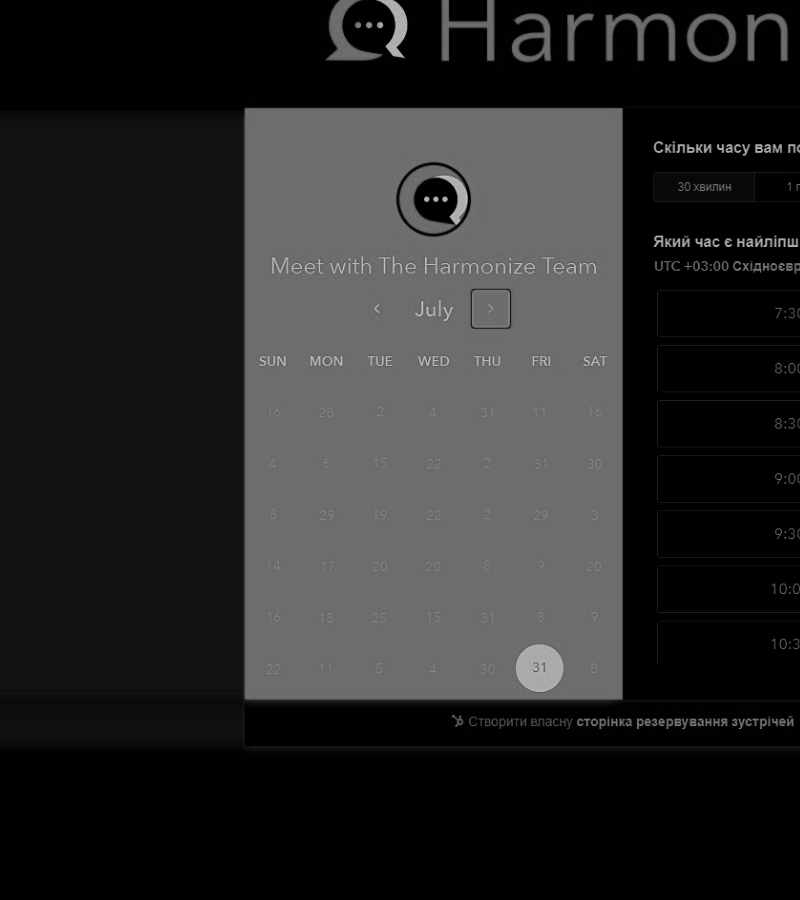 Harmon
Meet with The Harmonize Team
July
SUN MON TUE WED THU FRI SAT
16 28 2 4 31 11 16
4 6 15 22 2 31 30
8 29 19 22 2 29 3
14 17 20 20 8 9 20
16 18 25 15 31 8 9
22 11 5 4 30 31 8
Скільки часу вам
30 хвилин 1
Який час є найліпш
UTC +03:00 Східноєвр
7:30
8:00
8:30
9:00
9:30
10:0
10:3
Створити власну сторінка резервування зустрічей